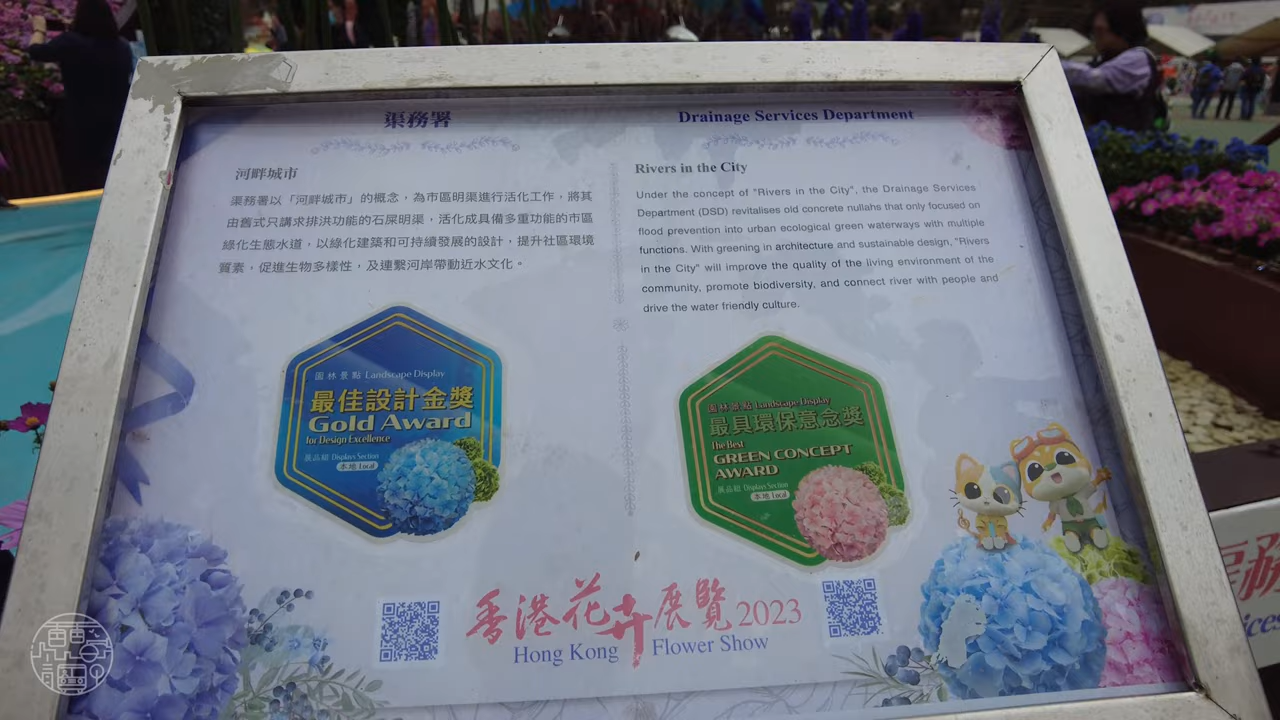 渠務署
Drainage Services Department
河畔城市
渠務署以「河畔城市」的概念，為市區明渠進行活化工作，將其
由舊式只講求排洪功能的石屎明渠，活化成具備多重功能的市區
綠化生態水道，以綠化建築和可持續發展的設計，提升社區環境
質素，促進生物多樣性，及連繫河岸帶動近水文化。
Rivers in the City
Under the concept of "Rivers in the City", the Drainage Services
Department (DSD) revitalises old concrete nullahs that only focused on
flood prevention into urban ecological green waterways with multiple
functions. With greening in architecture and sustainable design, "Rivers
in the City" will improve the quality of the living environment of the
community, promote biodiversity, and connect river with people and
drive the water friendly culture.
園林景點 Landscape Display
最佳設計金獎
Gold Award
for Design Excellence
展品組 Displays Section
本地 Local
園林景點 Landscape Display
最具環保意念獎
The Best
GREEN CONCEPT
AWARD
展品組 Displays Section
本地 Local
香港花卉展覽 2023
Hong Kong Flower Show